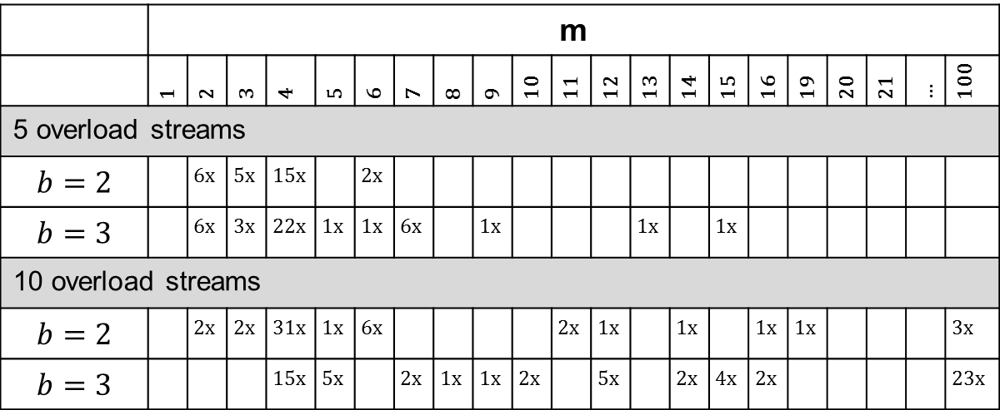 m
1 2 3 4 5 6 7 8 9 10 11 12 13 14 15 16 19 20 21 ... 100
5 overload streams
b = 2 6x 5x 15x 2x
b = 3 6x 3x 22x 1x 1x 6x 1x 1x 1x
10 overload streams
b = 2 2x 2x 31x 1x 6x 2x 1x 1x 1x 1x 3x
b = 3 15x 5x 2x 1x 1x 2x 5x 2x 4x 2x 23x